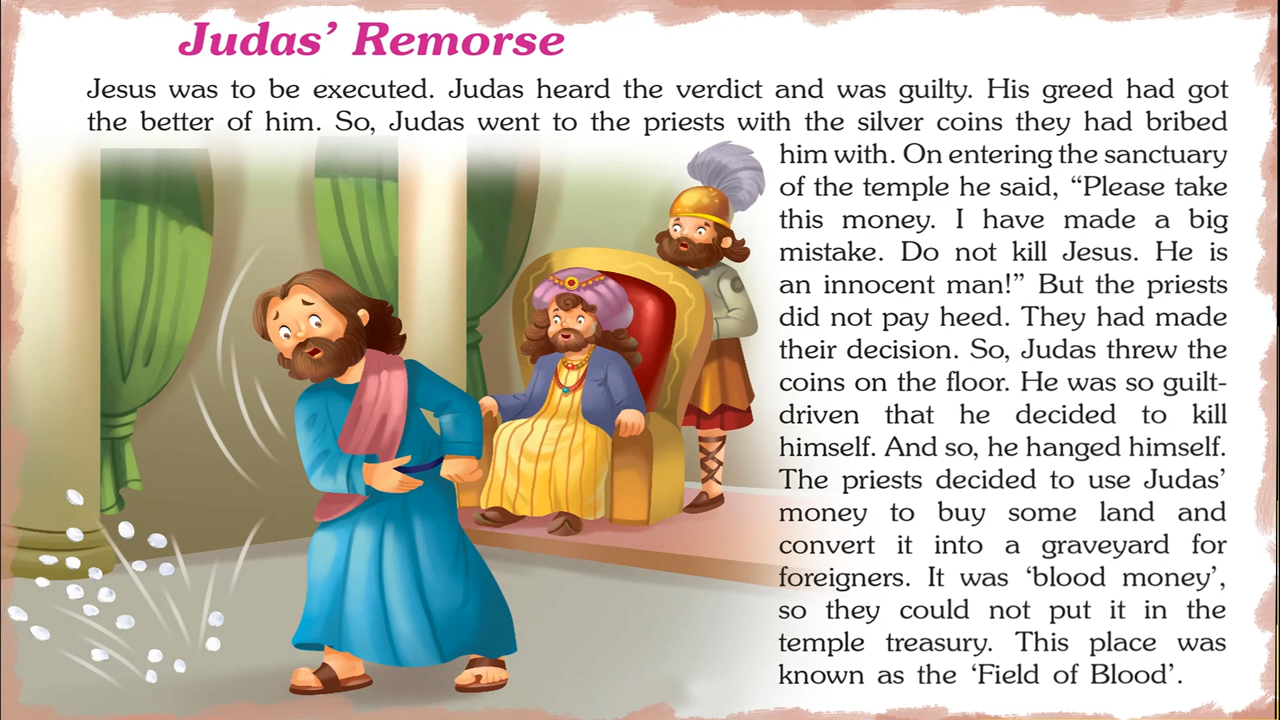 Judas’ Remorse
Jesus was to be executed. Judas heard the verdict and was guilty. His greed had got
the better of him. So, Judas went to the priests with the silver coins they had bribed
him with. On entering the sanctuary
of the temple he said, “Please take
this money. I have made a big
mistake. Do not kill Jesus. He is
an innocent man!” But the priests
did not pay heed. They had made
their decision. So, Judas threw the
coins on the floor. He was so guilt-
driven that he decided to kill
himself. And so, he hanged himself.
The priests decided to use Judas’
money to buy some land and
convert it into a graveyard for
foreigners. It was ‘blood money’,
so they could not put it in the
temple treasury. This place was
known as the ‘Field of Blood’.